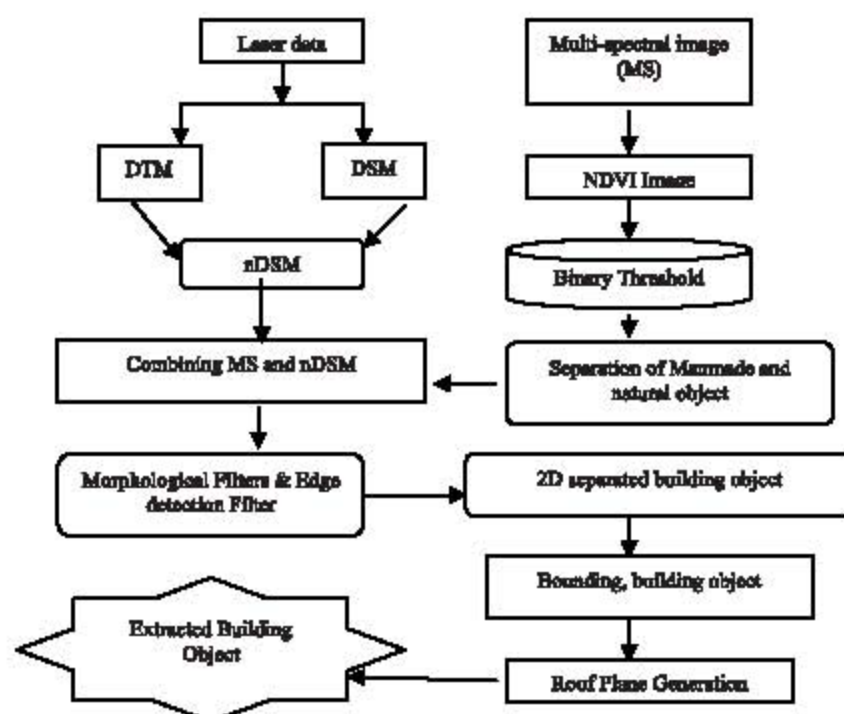 Laser data
Multi-spectral image
(MS)
DTM
DSM
NDVI Image
nDSM
Binary Threshold
Combining MS and nDSM
Separation of Manmade and
natural object
Morphological Filters & Edge
detection Filter
2D separated building object
Bounding, building object
Extracted Building
Object
Roof Plane Generation